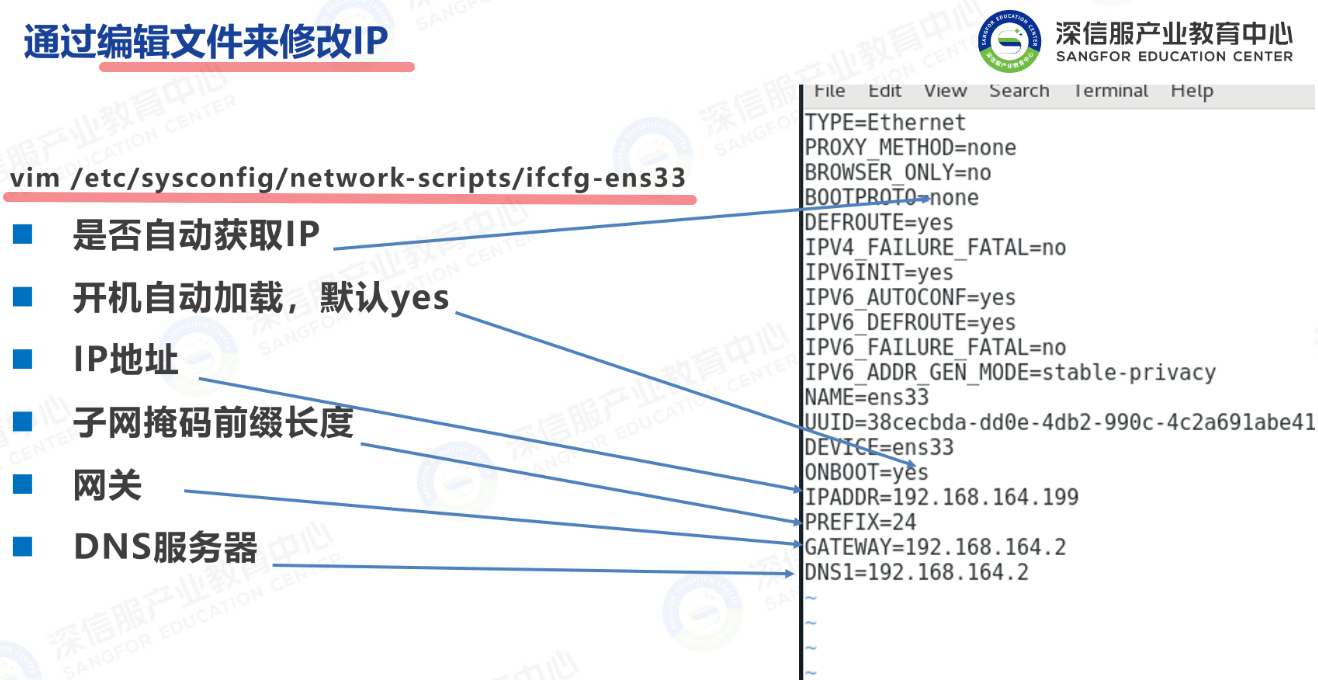 通过编辑文件来修改IP
深信服产业教育中心
SANGFOR EDUCATION CENTER
vim /etc/sysconfig/network-scripts/ifcfg-ens33
是否自动获取IP
开机自动加载，默认yes
IP地址
子网掩码前缀长度
网关
DNS服务器
File Edit View Search Terminal Help
TYPE=Ethernet
PROXY_METHOD=none
BROWSER_ONLY=no
BOOTPROTO=none
DEFROUTE=yes
IPV4_FAILURE_FATAL=no
IPV6INIT=yes
IPV6_AUTOCONF=yes
IPV6_DEFROUTE=yes
IPV6_FAILURE_FATAL=no
IPV6_ADDR_GEN_MODE=stable-privacy
NAME=ens33
UUID=38cecbda-dd0e-4db2-990c-4c2a691abe41
DEVICE=ens33
ONBOOT=yes
IPADDR=192.168.164.199
PREFIX=24
GATEWAY=192.168.164.2
DNS1=192.168.164.2
~
~
~
~